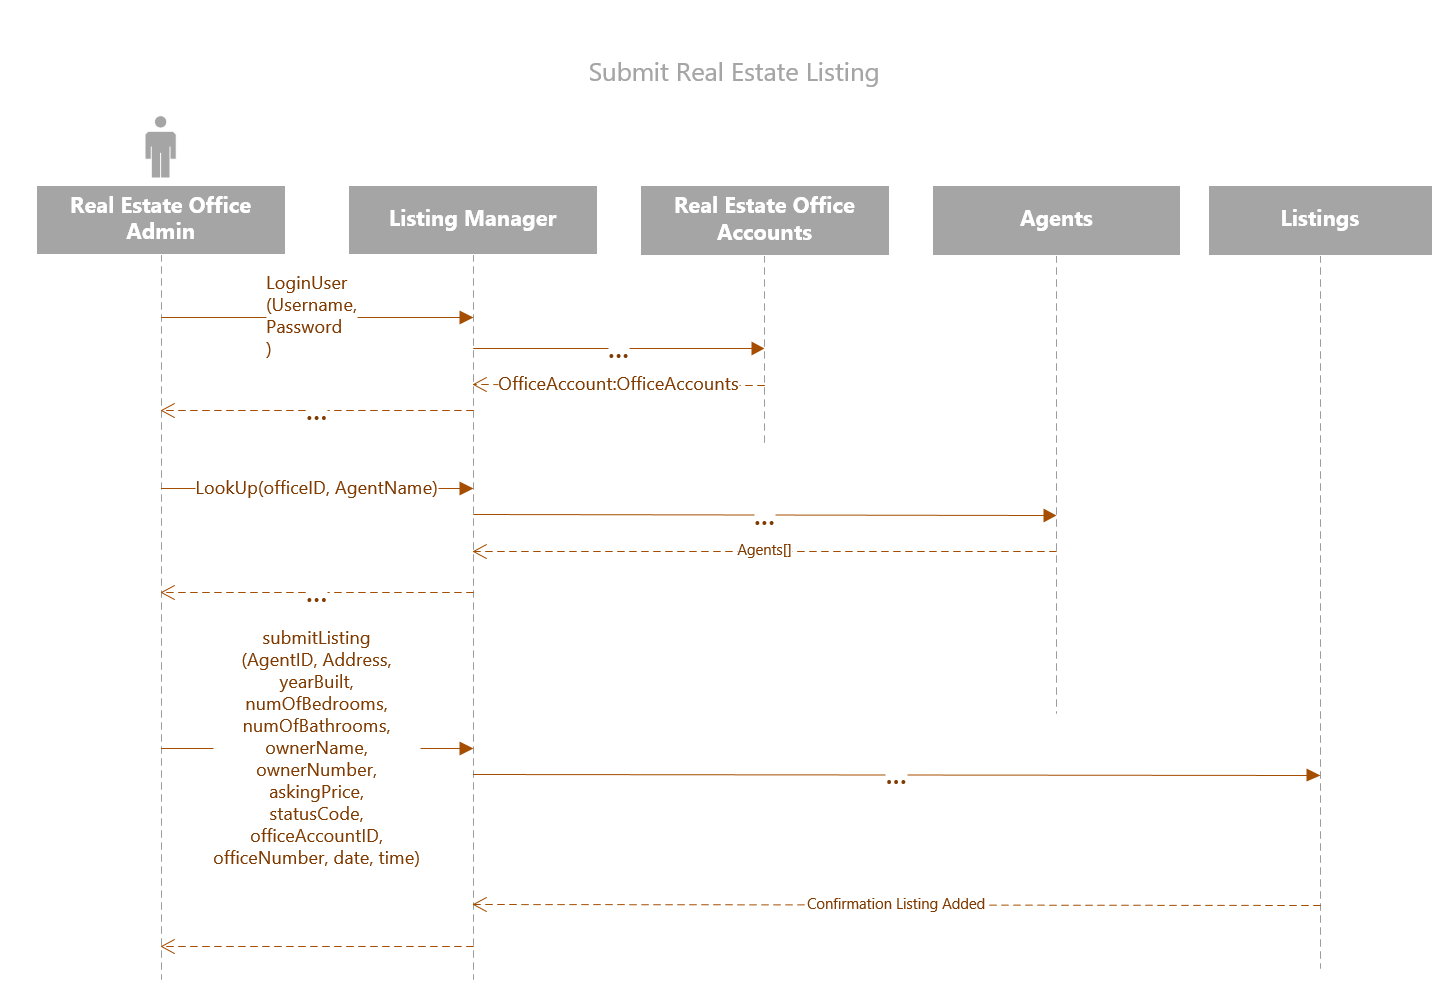 Submit Real Estate Listing
Real Estate Office
Admin
Listing Manager
Real Estate Office
Accounts
Agents
Listings
LoginUser
(Username,
Password
)
...
OfficeAccount:OfficeAccounts
...
LookUp(officeID, AgentName)
...
Agents[]
...
submitListing
(AgentID, Address,
yearBuilt,
numOfBedrooms,
numOfBathrooms,
ownerName,
ownerNumber,
askingPrice,
statusCode,
officeAccountID,
officeNumber, date, time)
...
Confirmation Listing Added